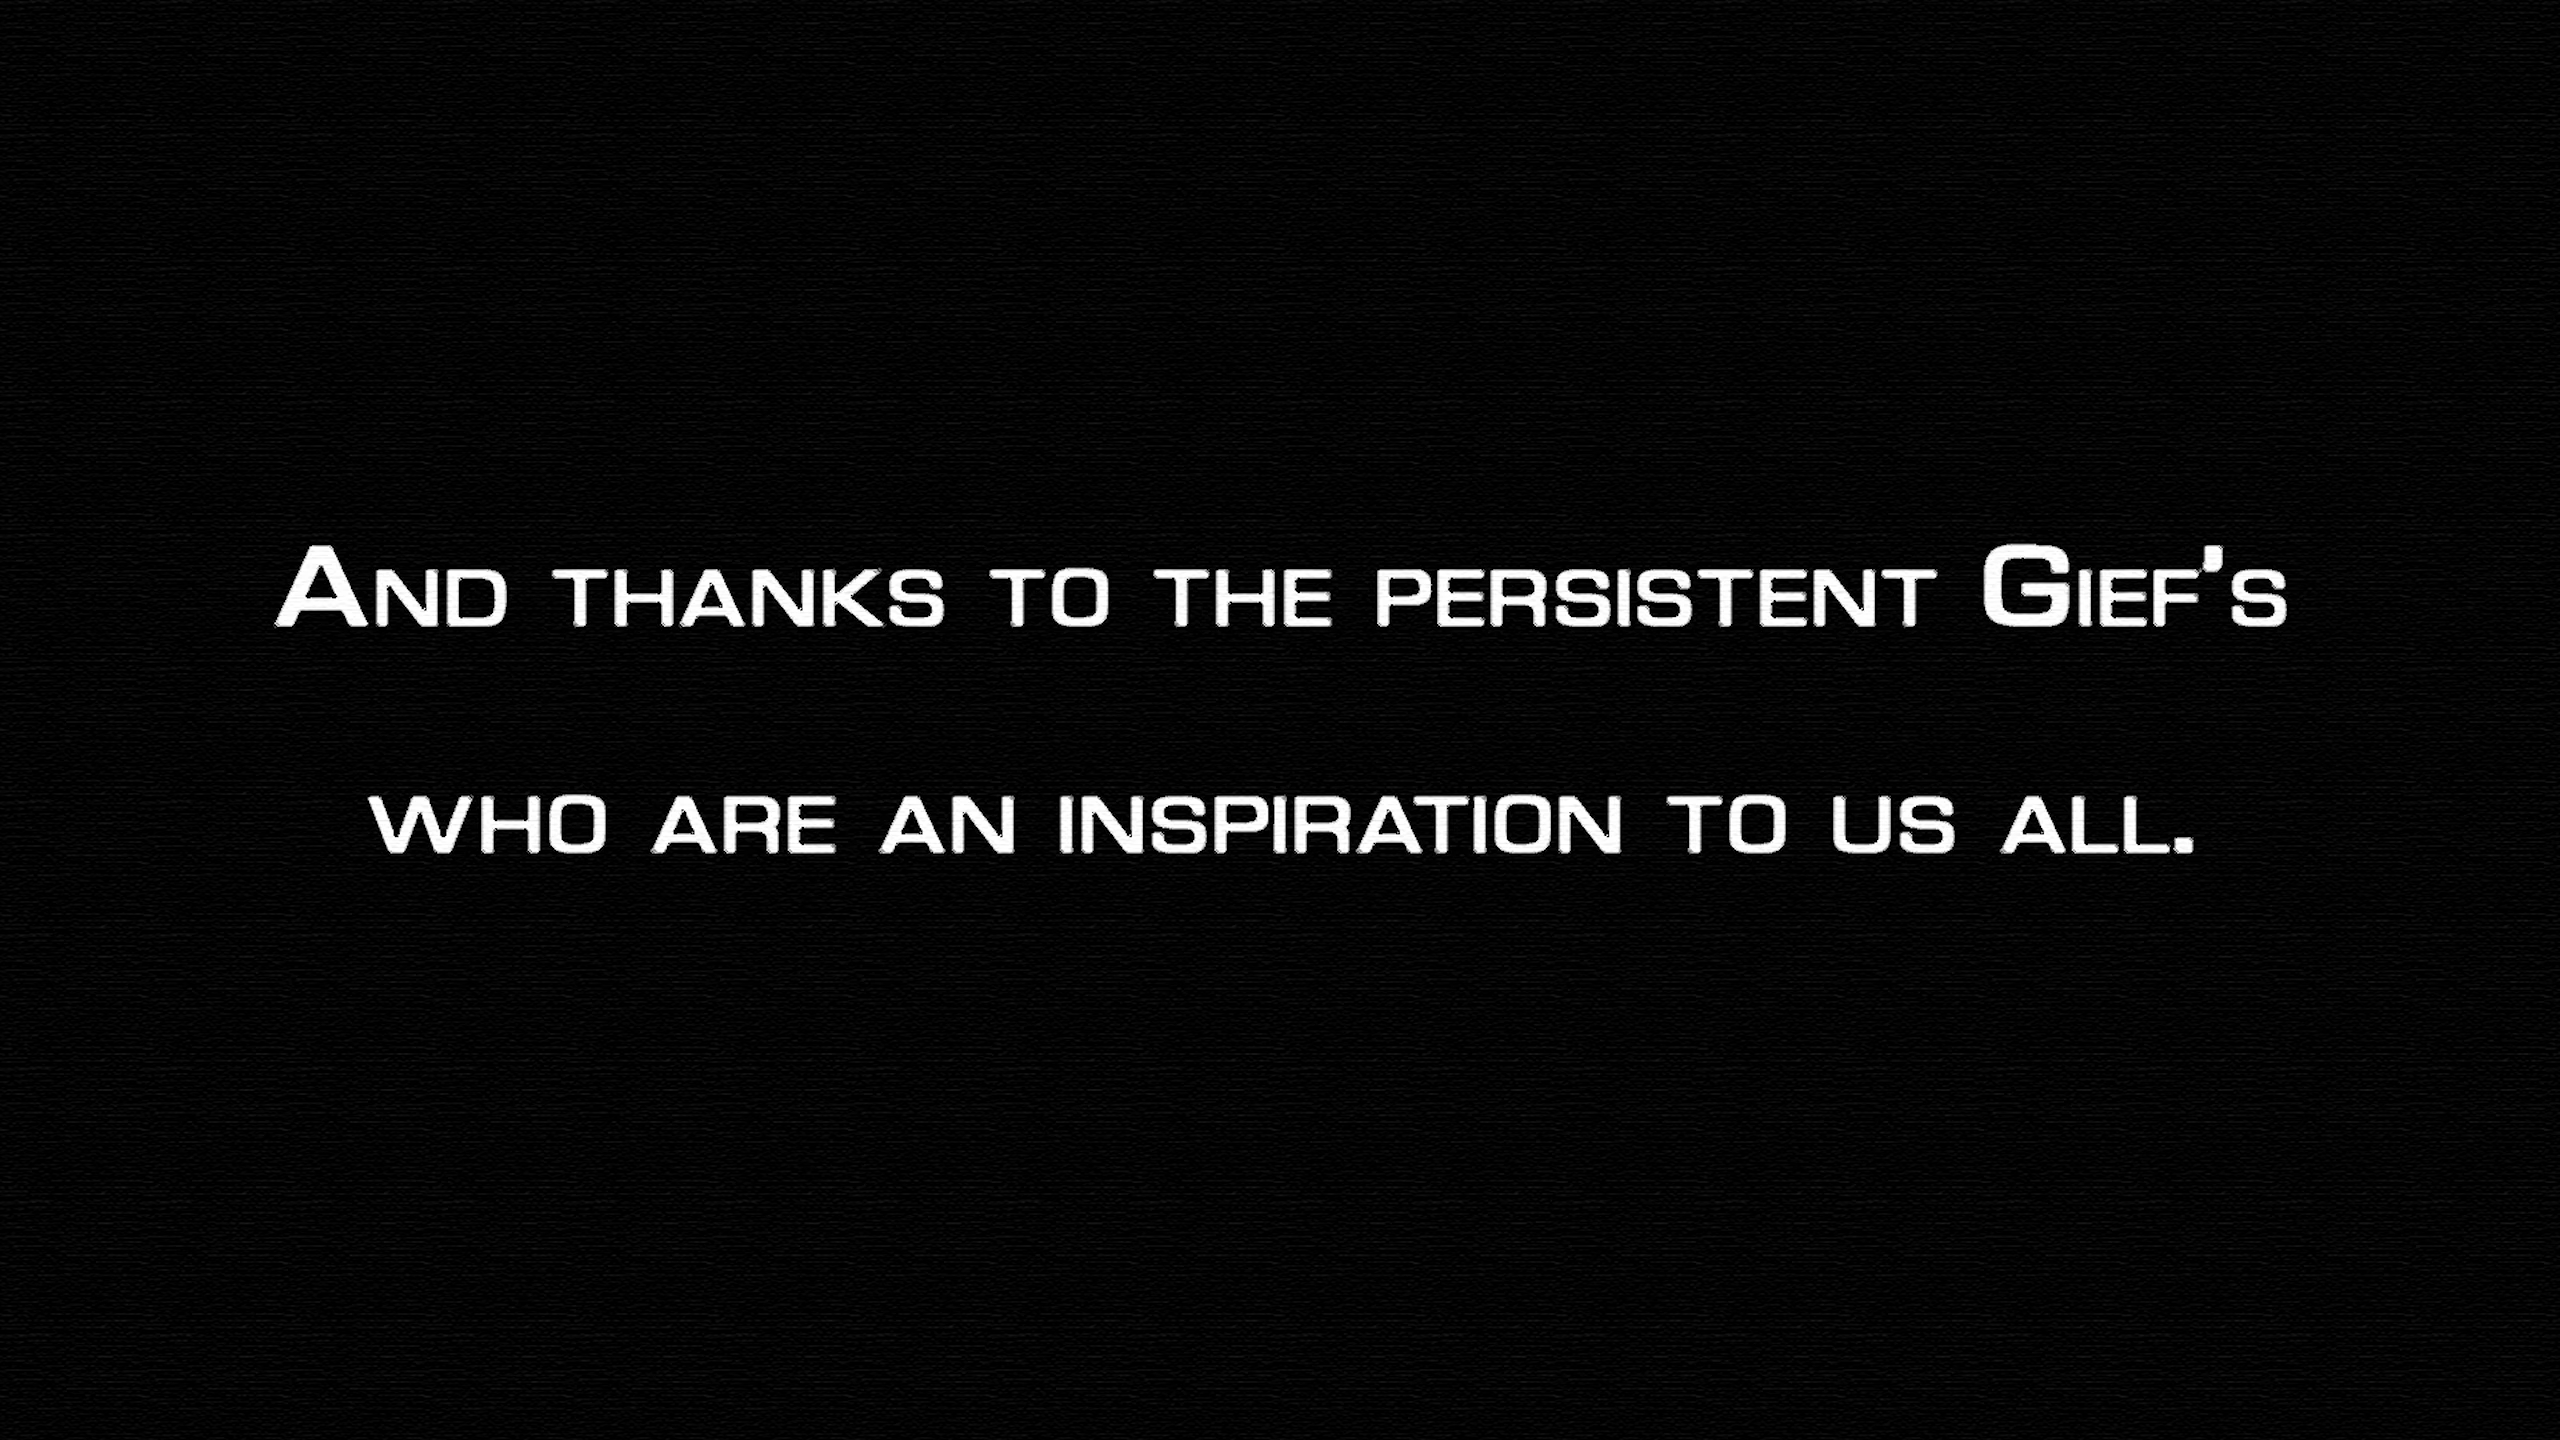 And thanks to the persistent Gief's
who are an inspiration to us all.